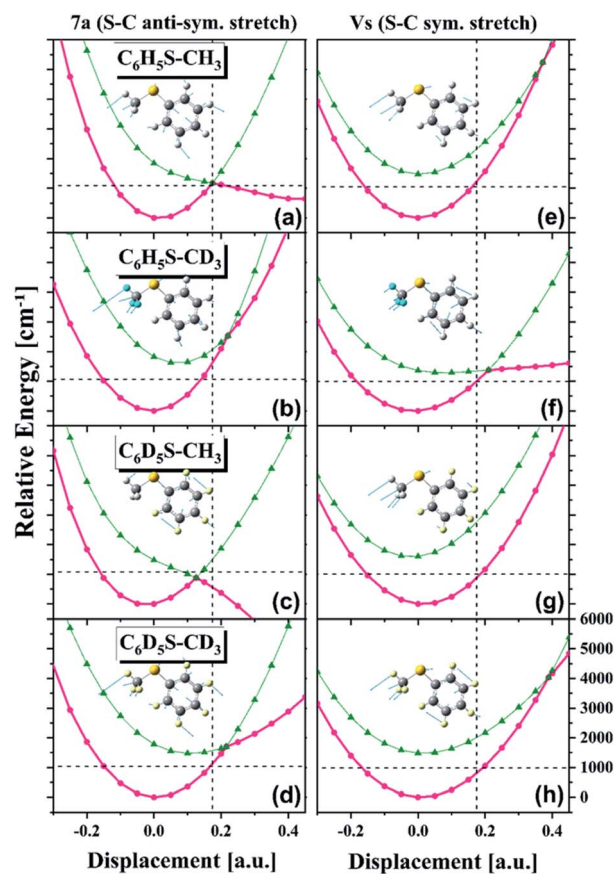 7a (S-C anti-sym. stretch)
Vs (S-C sym. stretch)
C₆H₅S-CH₃
(a)
(e)
C₆H₅S-CD₃
(b)
(f)
C₆D₅S-CH₃
(c)
(g)
C₆D₅S-CD₃
(d)
(h)
Relative Energy [cm⁻¹]
6000
5000
4000
3000
2000
1000
0
-0.2 0.0 0.2 0.4
-0.2 0.0 0.2 0.4
Displacement [a.u.]
Displacement [a.u.]